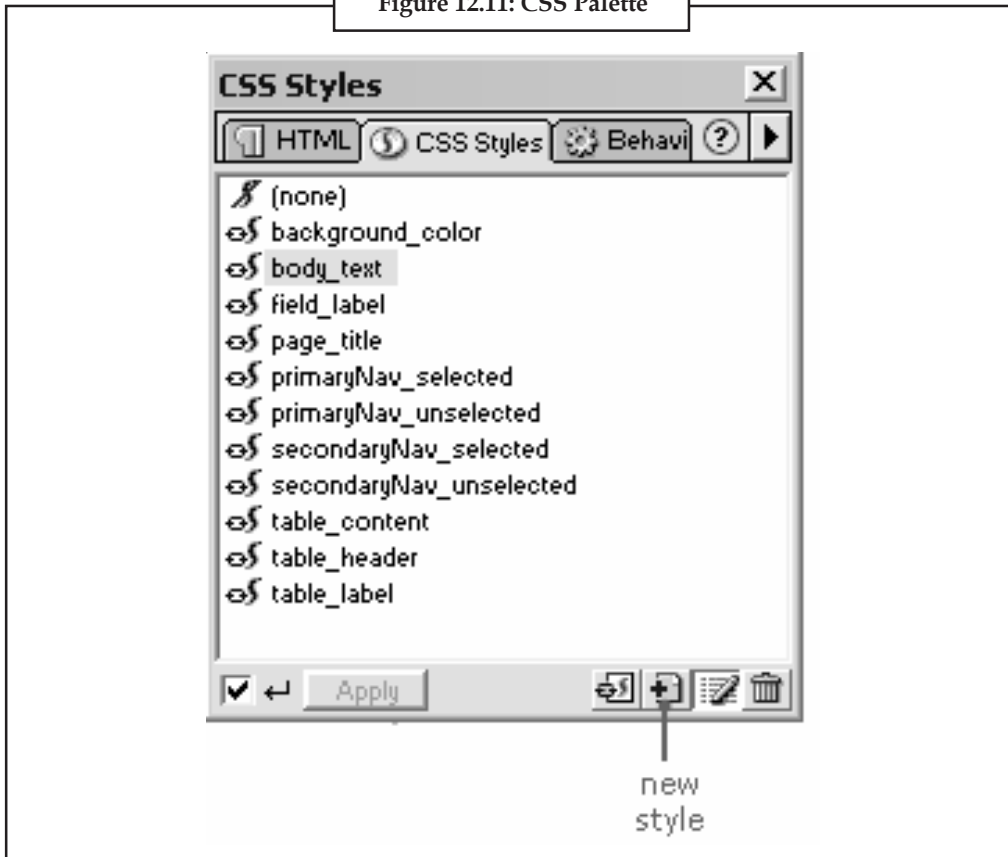 Figure 12.11: CSS Palette
CSS Styles
HTML CSS Styles Behavi ?
(none)
background_color
body_text
field_label
page_title
primaryNav_selected
primaryNav_unselected
secondaryNav_selected
secondaryNav_unselected
table_content
table_header
table_label
Apply
new
style